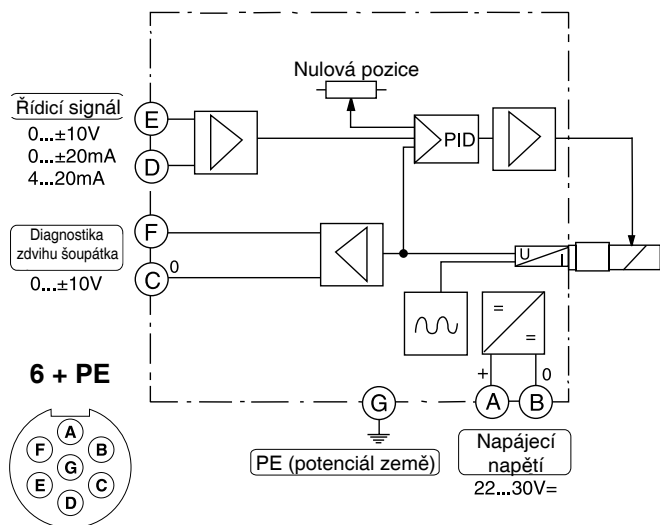 Nulová pozice
Řídicí signál
0...±10V
0...±20mA
4...20mA
E
D
PID
Diagnostika
zdvihu šoupátka
0...±10V
F
C
0
U
L
=
=
+
0
6 + PE
G
A
B
PE (potenciál země)
Napájecí
napětí
22...30V=
A
F
B
G
E
C
D